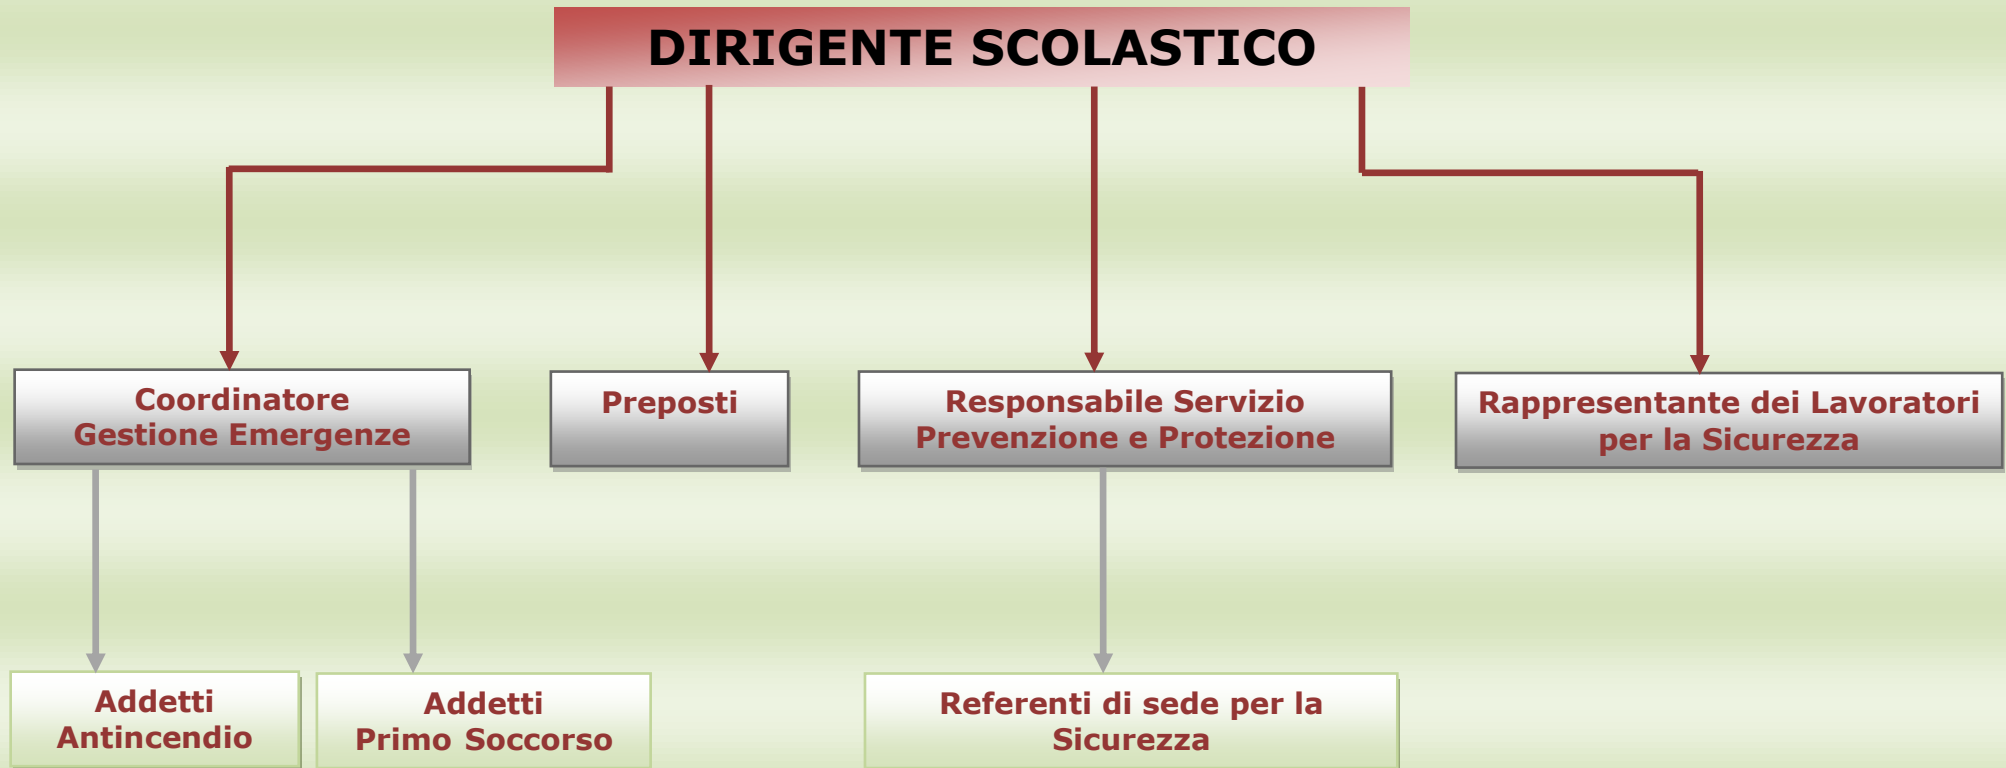 DIRIGENTE SCOLASTICO
Coordinatore
Gestione Emergenze
Preposti
Responsabile Servizio
Prevenzione e Protezione
Rappresentante dei Lavoratori
per la Sicurezza
Addetti
Antincendio
Addetti
Primo Soccorso
Referenti di sede per la
Sicurezza